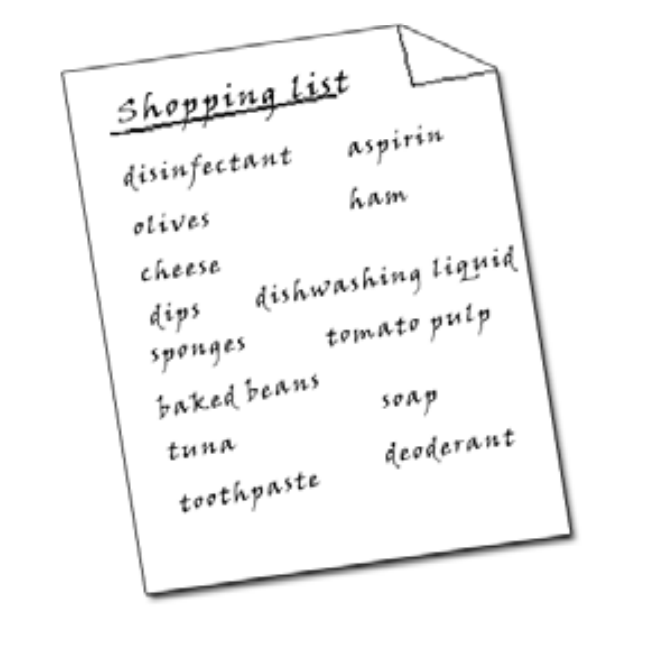 Shopping list
disinfectant aspirin
olives ham
cheese
dips dishwashing liquid
sponges tomato pulp
baked beans soap
tuna deoderant
toothpaste